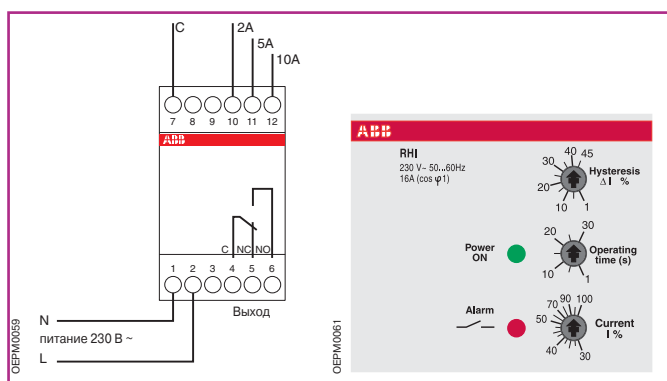 C
2A
5A
10A
7 8 9 10 11 12
ABB
C NC NO
1 2 3 4 5 6
Выход
N
питание 230 В ~
L
OEPM0059
ABB
RHI
230 V~ 50...60Hz
16A (cos φ1)
40 45
30
20
10 1
Hysteresis
Δ I %
Power
ON
20 30
10 1
Operating
time (s)
Alarm
70 90 100
50
40 30
Current
I %
OEPM0061